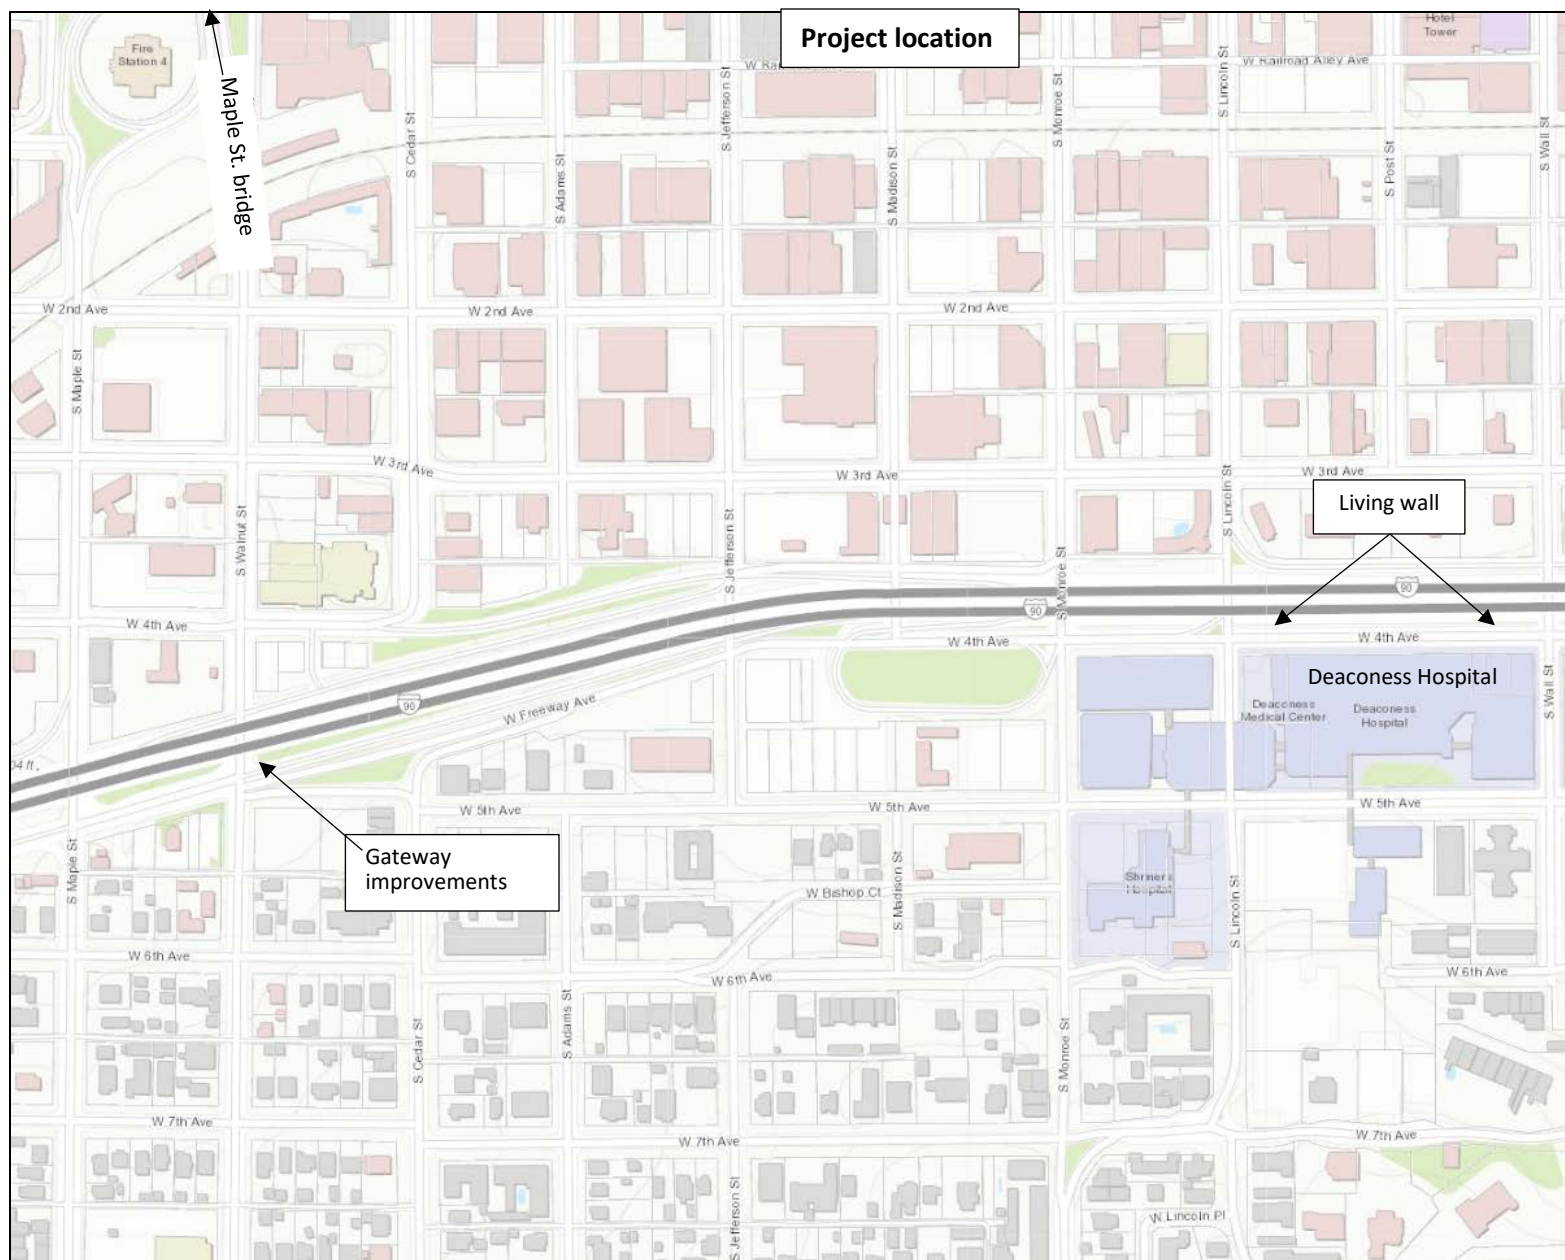 Project location
Hotel
Tower
Fire
Station 4
W Railroad Alley Ave
Maple St. bridge
S Cedar St
S Adams St
S Jefferson St
S Madison St
S Monroe St
S Lincoln St
S Post St
S Wall St
W 2nd Ave
W 2nd Ave
W 2nd Ave
S Maple St
W 3rd Ave
W 3rd Ave
W 3rd Ave
Living wall
S Walnut St
S Jefferson St
S Lincoln St
S Monroe St
90
90
W 4th Ave
W 4th Ave
W 4th Ave
Deaconess Hospital
Deaconess
Medical Center
Deaconess
Hospital
S Wall St
90
W Freeway Ave
04 ft.
W 5th Ave
W 5th Ave
W 5th Ave
Gateway
improvements
S Maple St
S Madison St
W Bishop Ct
Shriners
Hospital
S Lincoln St
W 6th Ave
W 6th Ave
W 6th Ave
S Cedar St
S Adams St
S Monroe St
W 7th Ave
W 7th Ave
W 7th Ave
S Jefferson St
W Lincoln Pl